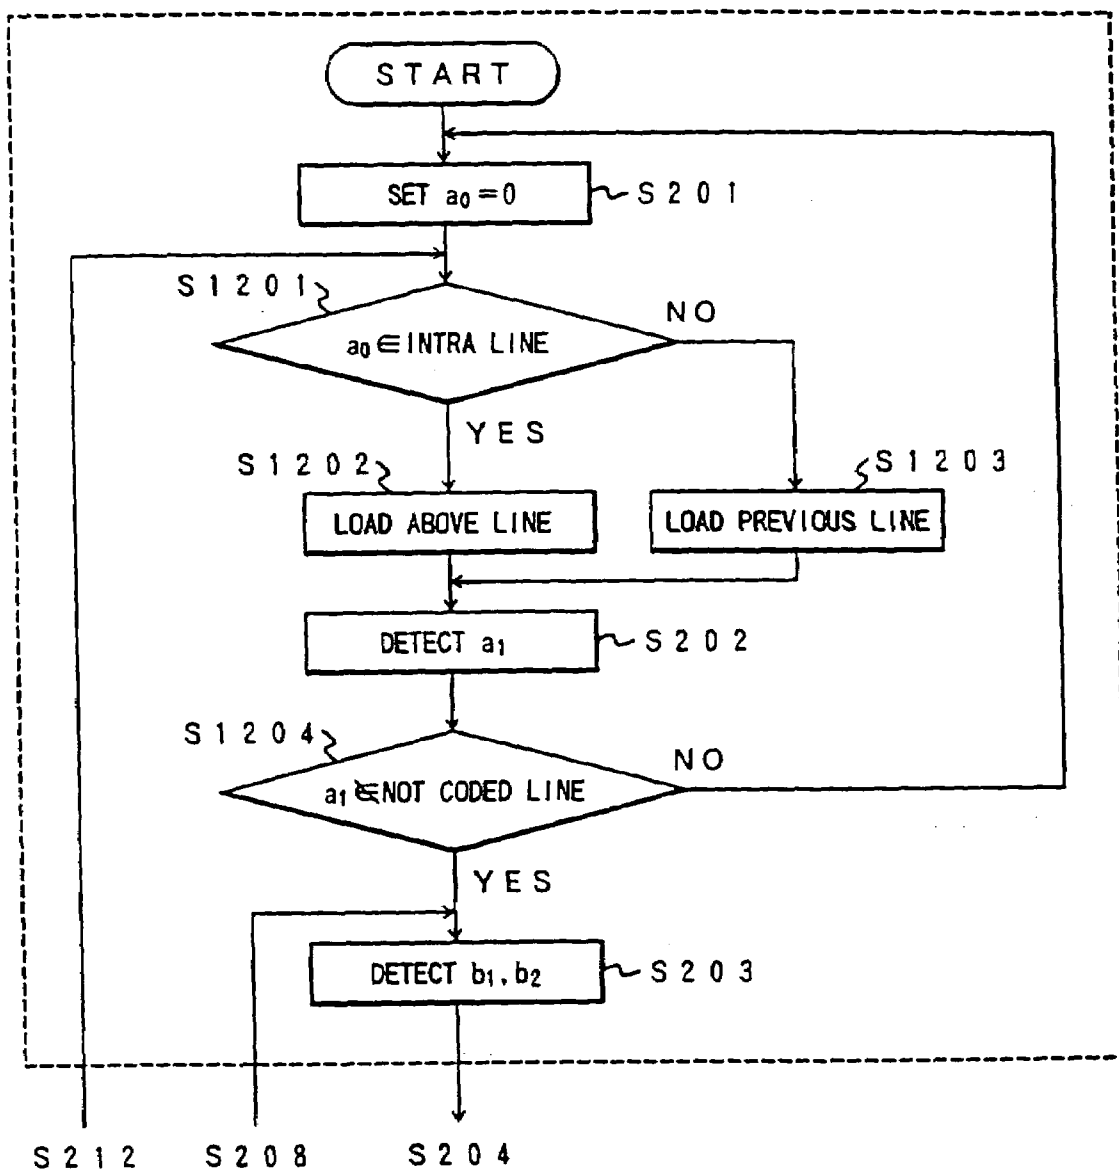 START
SET a₀=0
S201
S1201
a₀∈INTRA LINE
NO
YES
S1202
S1203
LOAD ABOVE LINE
LOAD PREVIOUS LINE
DETECT a₁
S202
S1204
a₁∉NOT CODED LINE
NO
YES
DETECT b₁,b₂
S203
S212
S208
S204